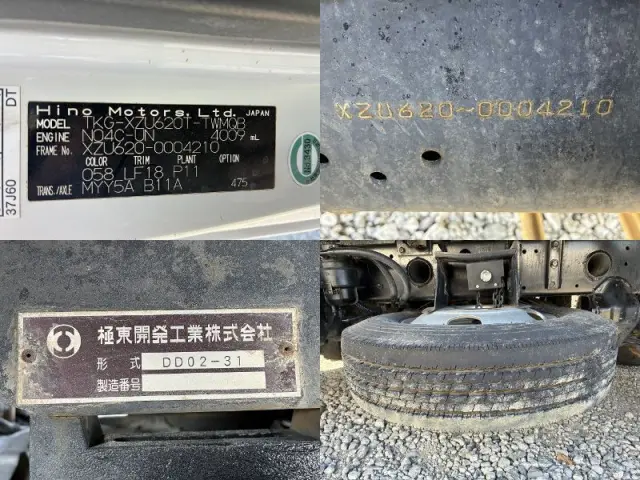 DT
37J60
Hino Motors, Ltd. JAPAN
MODEL TKG-XZU620T-TWMQB
ENGINE N04C-UN 4009 mL
FRAME No. XZU620-0004210
COLOR TRIM PLANT OPTION
058 LF18 P11
TRANS./AXLE MYY5A B11A 475
XZU620-0004210
極東開発工業株式会社
形式 DD02-31
製造番号